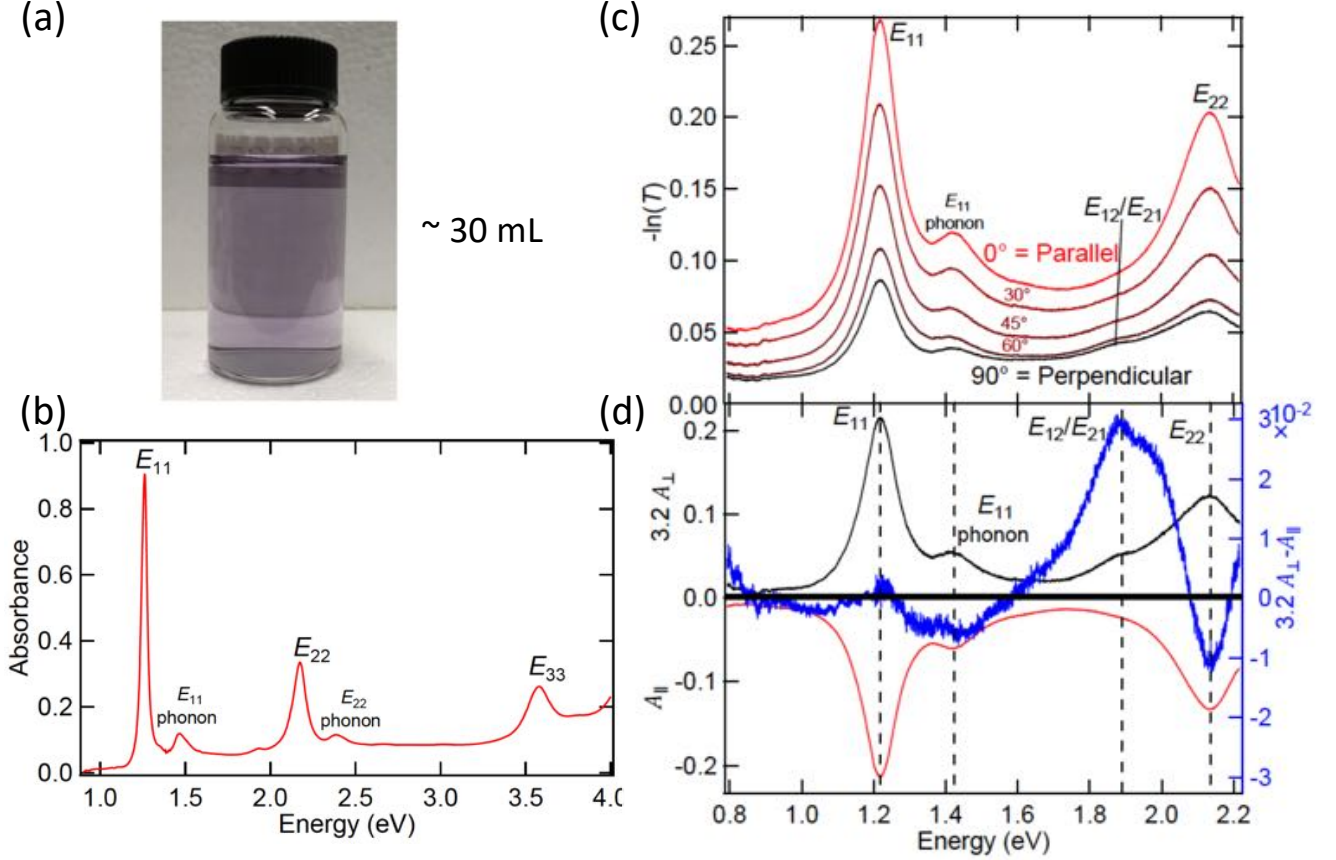 (a)
~ 30 mL
(b)
Absorbance
1.0
0.8
0.6
0.4
0.2
0.0
E11
E11
phonon
E22
E22
phonon
E33
1.0 1.5 2.0 2.5 3.0 3.5 4.0
Energy (eV)
(c)
-ln(T)
0.25
0.20
0.15
0.10
0.05
0.00
E11
E11
phonon
E12/E21
E22
0° = Parallel
30°
45°
60°
90° = Perpendicular
(d)
3.2 A⊥
A||
0.2
0.1
0.0
-0.1
-0.2
E11
E11
phonon
E12/E21
E22
×10-2
3
2
1
0
-1
-2
-3
3.2 A⊥-A||
0.8 1.0 1.2 1.4 1.6 1.8 2.0 2.2
Energy (eV)